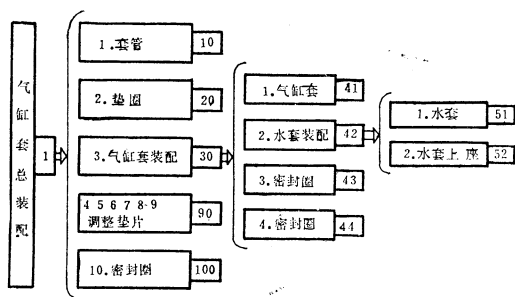 气缸套总装配
1
1.套管
10
2.垫圈
20
3.气缸套装配
30
4 5 6 7 8·9
调整垫片
90
10.密封圈
100
1.气缸套
41
2.水套装配
42
3.密封圈
43
4.密封圈
44
1.水套
51
2.水套上座
52